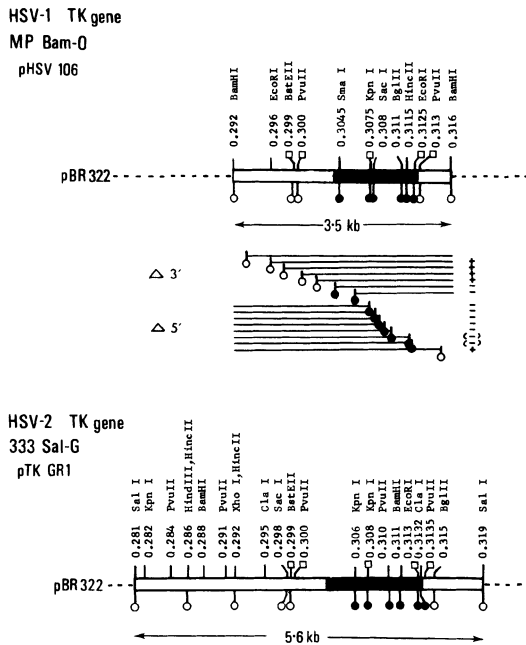 HSV-1 TK gene
MP Bam-O
pHSV 106
BamHI
EcoRI
BstEII
PvuII
Sma I
Kpn I
Sac I
BglII
HincII
EcoRI
PvuII
BamHI
0.292
0.296
0.299
0.300
0.3045
0.3075
0.308
0.311
0.3115
0.3125
0.313
0.316
pBR322
3·5 kb
△ 3′
△ 5′
HSV-2 TK gene
333 Sal-G
pTK GR1
Sal I
Kpn I
PvuII
HindIII,HincII
BamHI
PvuII
Xho I,HincII
Cla I
Sac I
BstEII
PvuII
Kpn I
Kpn I
PvuII
BamHI
EcoRI
Cla I
PvuII
BglII
Sal I
0.281
0.282
0.284
0.286
0.288
0.291
0.292
0.295
0.298
0.299
0.300
0.306
0.308
0.310
0.311
0.313
0.3132
0.3135
0.315
0.319
pBR322
5·6 kb